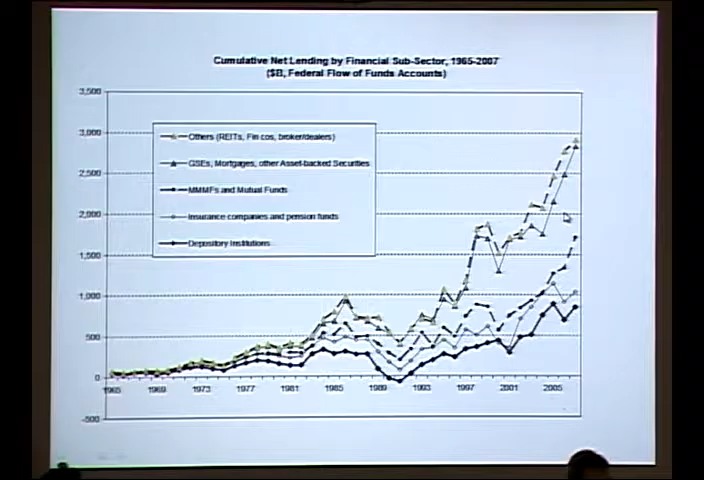 Cumulative Net Lending by Financial Sub-Sector, 1965-2007
($B, Federal Flow of Funds Accounts)
3,500
3,000
2,500
2,000
1,500
1,000
500
0
-500
Others (REITs, Fin cos, broker/dealers)
GSEs, Mortgages, other Asset-backed Securities
MMMFs and Mutual Funds
Insurance companies and pension funds
Depository Institutions
1965 1969 1973 1977 1981 1985 1989 1993 1997 2001 2005